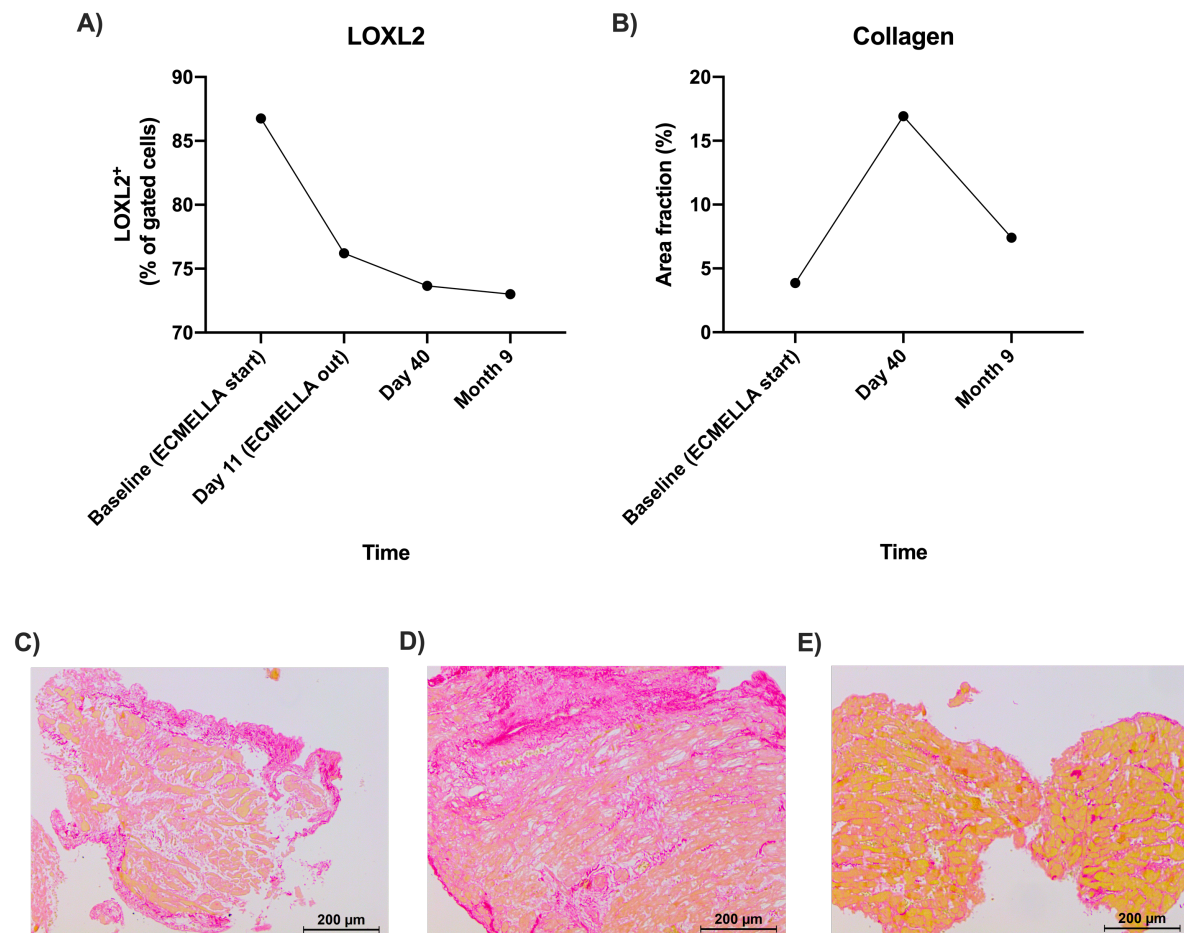 A)
LOXL2
90
85
80
75
70
LOXL2⁺
(% of gated cells)
Baseline (ECMELLA start)
Day 11 (ECMELLA out)
Day 40
Month 9
Time
B)
Collagen
20
15
10
5
0
Area fraction (%)
Baseline (ECMELLA start)
Day 40
Month 9
Time
C)
200 µm
D)
200 µm
E)
200 µm